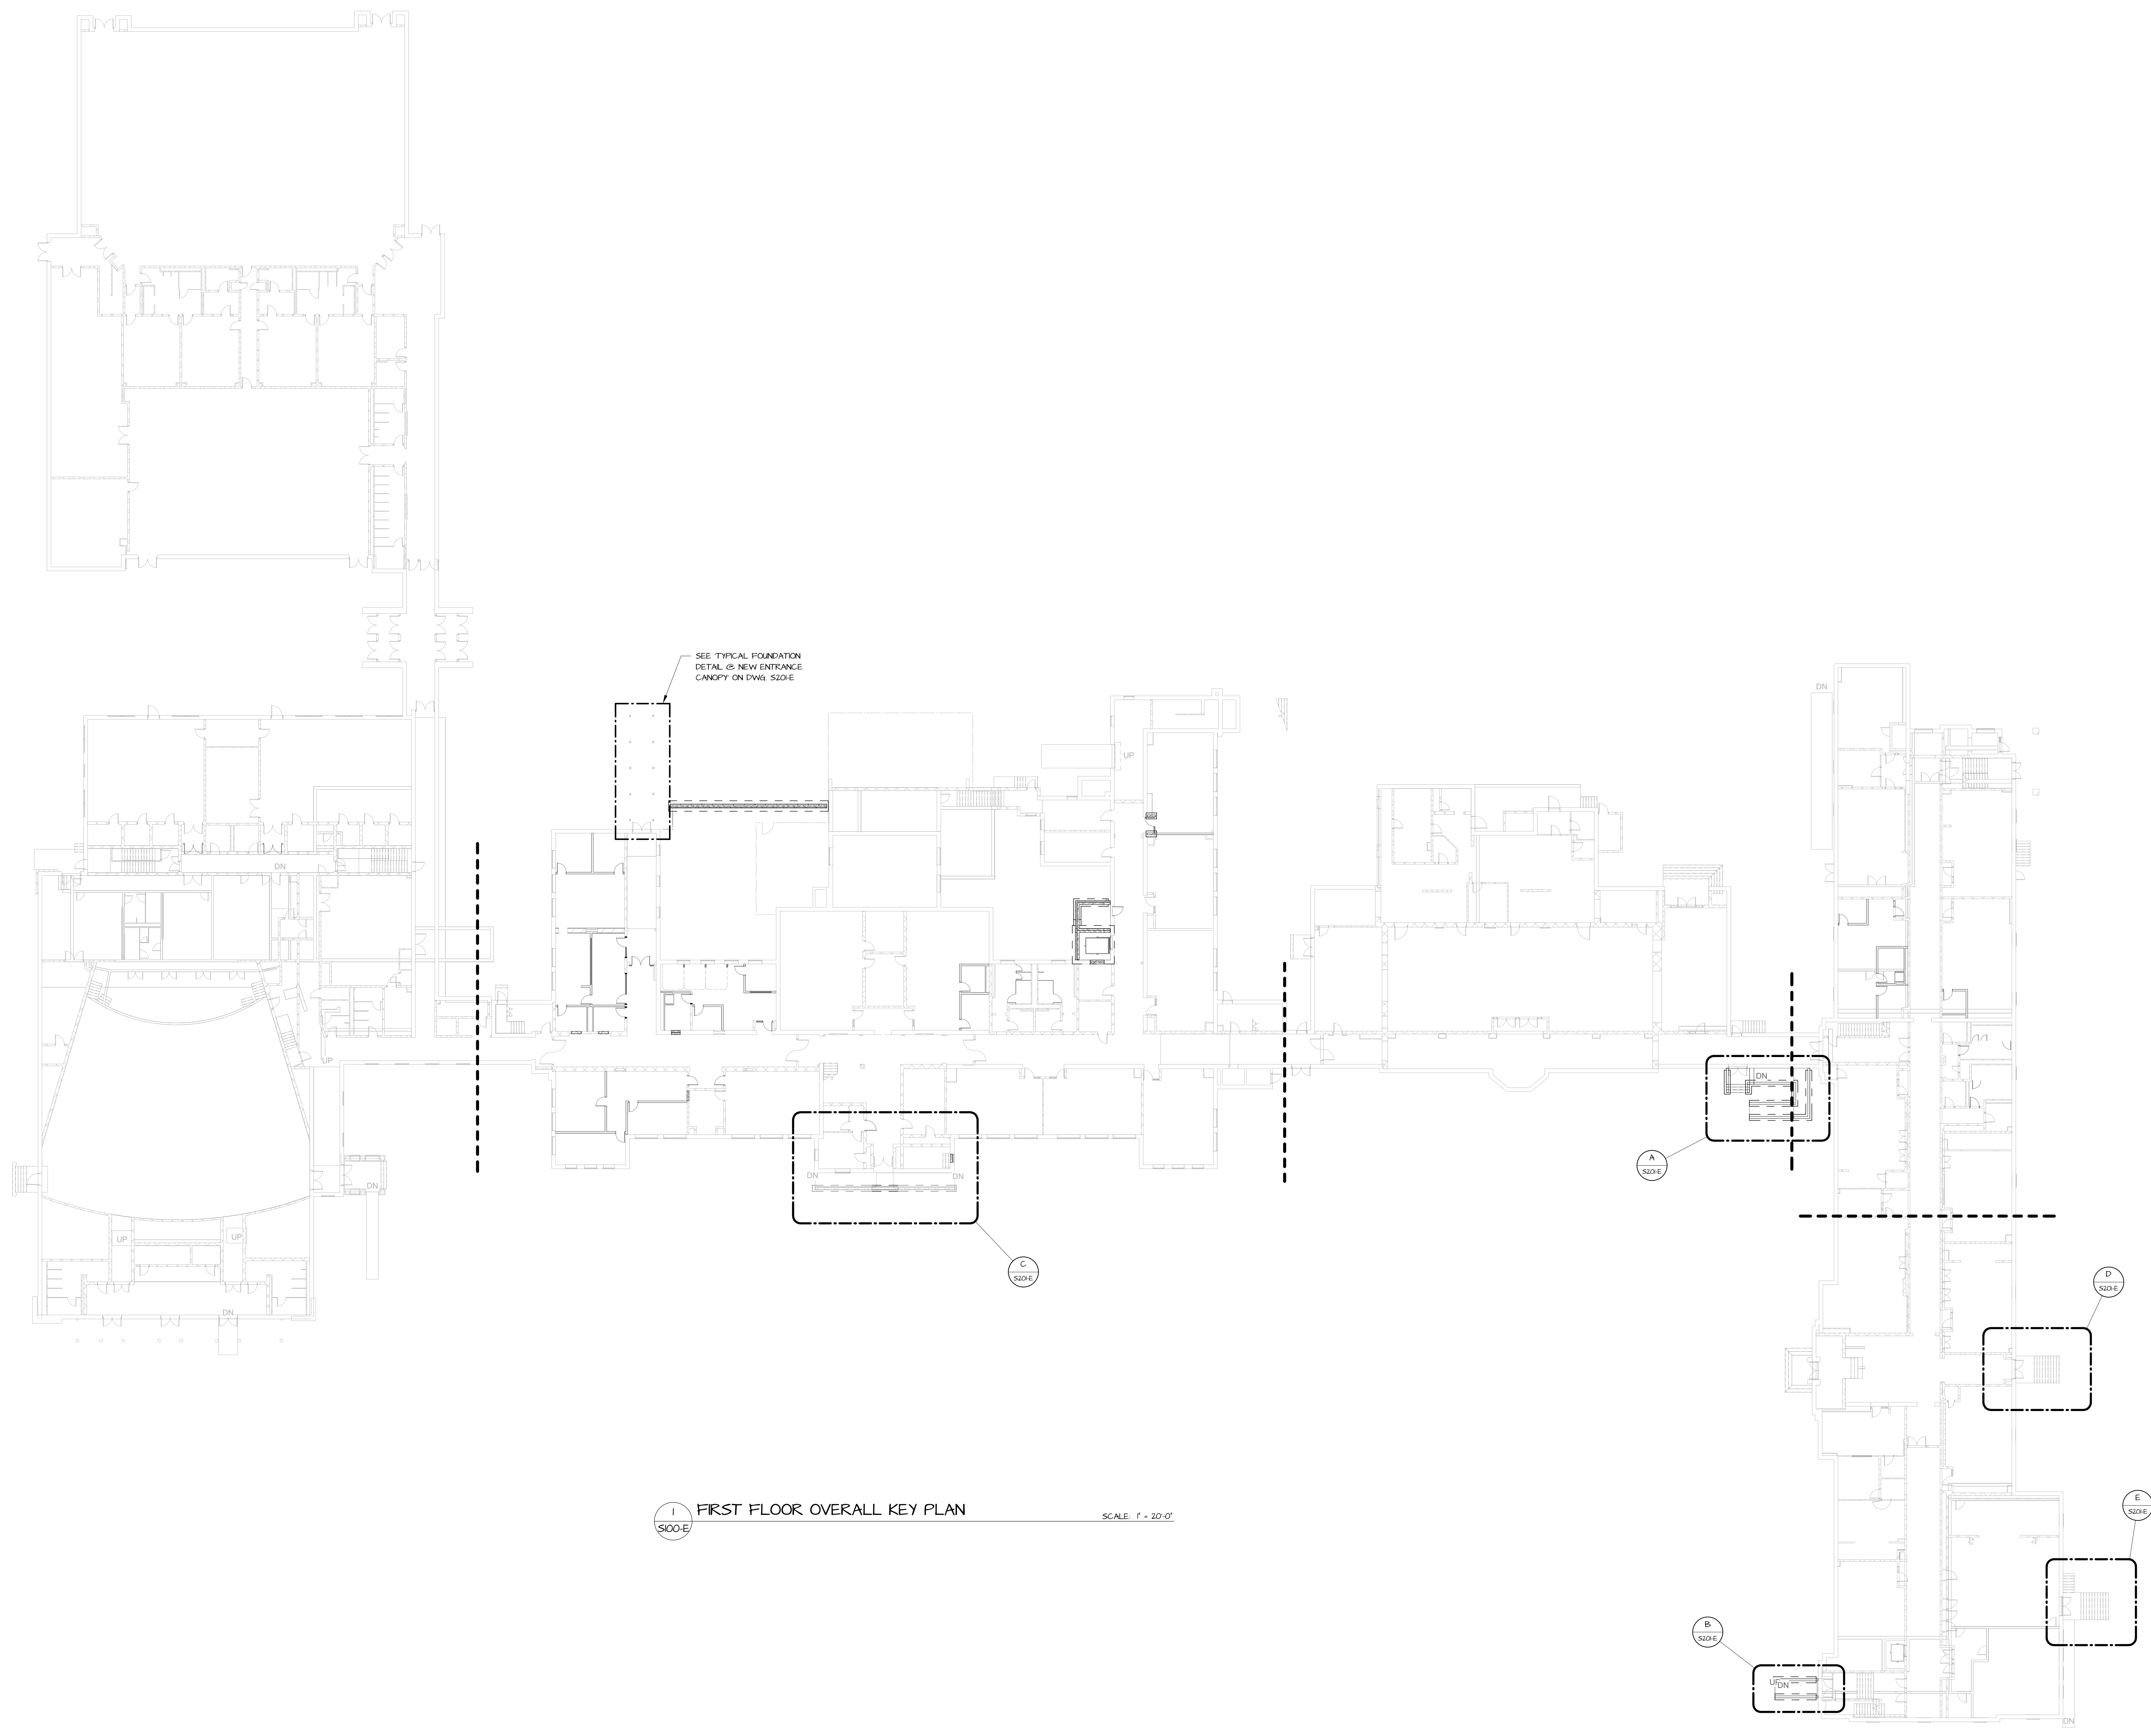 SEE TYPICAL FOUNDATION
DETAIL @ NEW ENTRANCE
CANOPY ON DWG. S201-E
DN
UP
DN
DN
DN
A
S201-E
UP
DN
DN
DN
UP
UP
C
S201-E
D
S201-E
DN
1
S100-E
FIRST FLOOR OVERALL KEY PLAN
SCALE: 1" = 20'-0"
E
S201-E
B
S201-E
UP
DN
DN